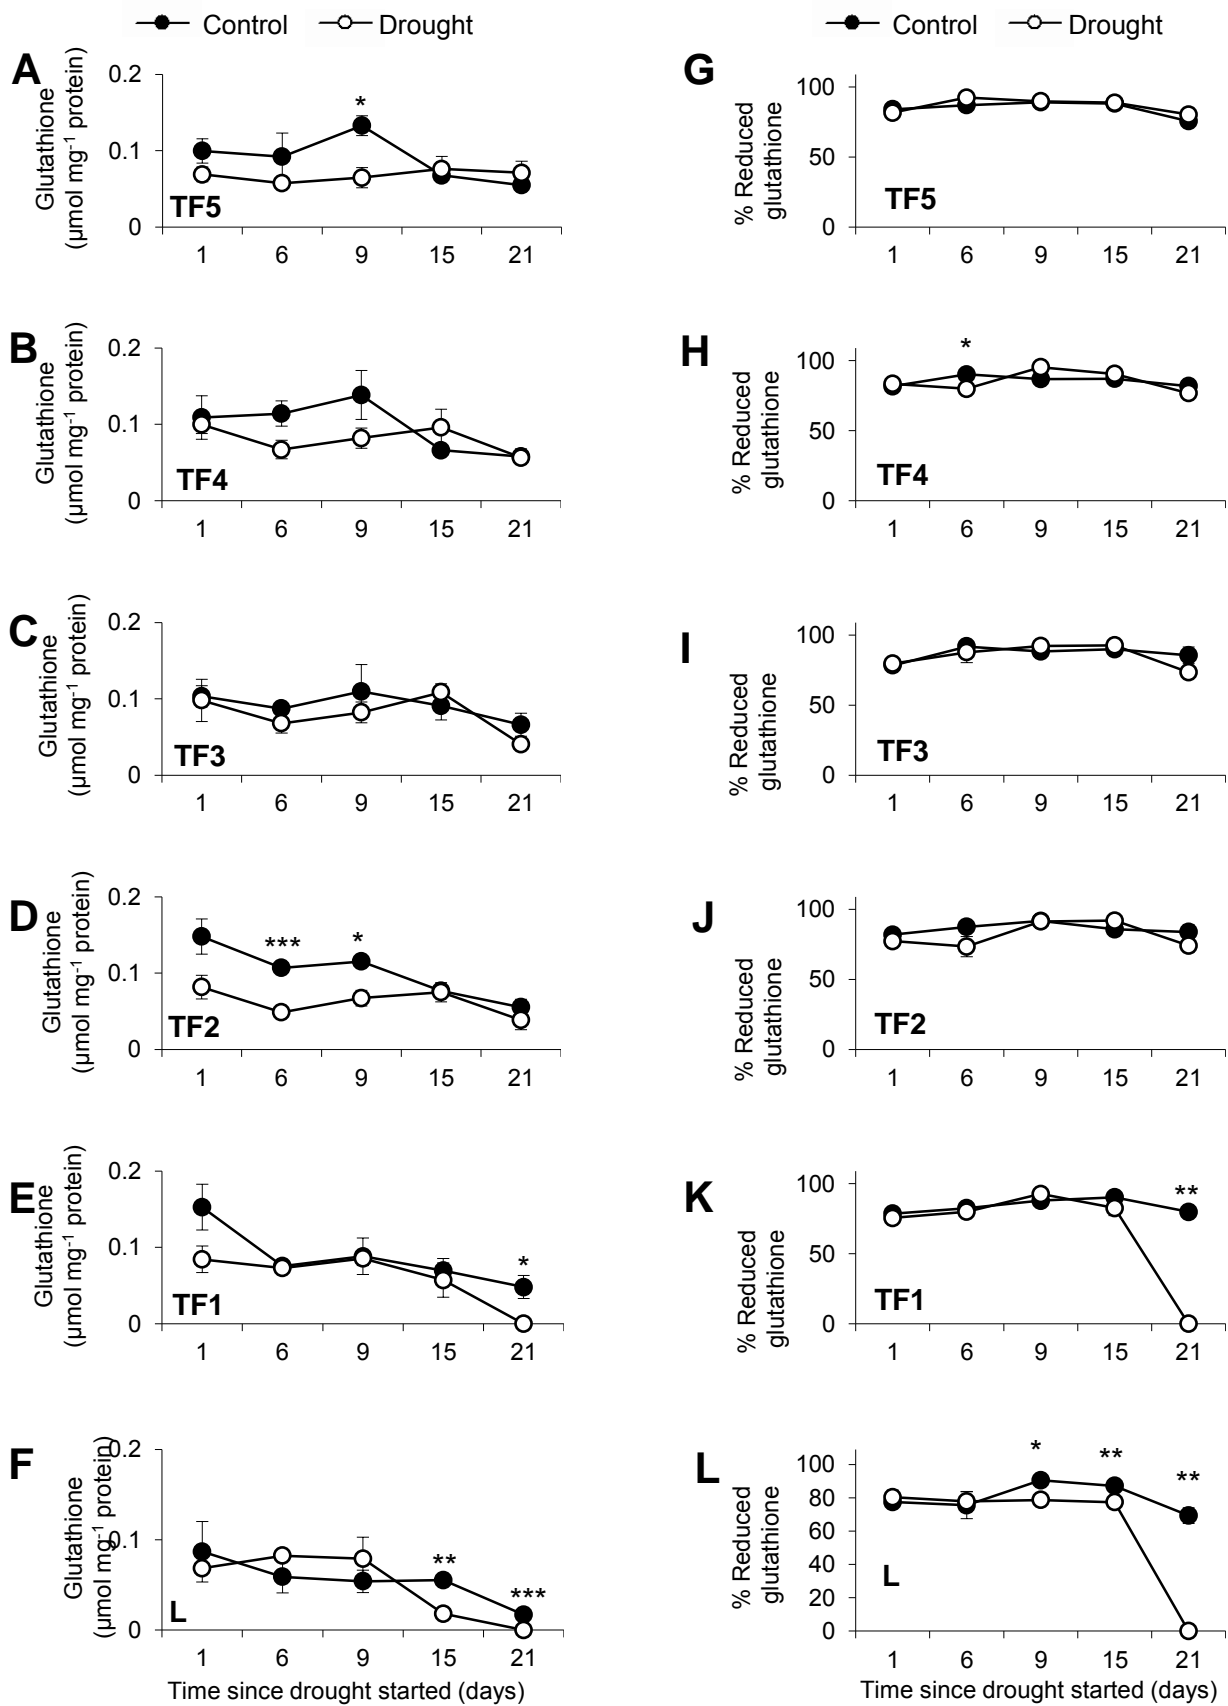 Control Drought
A
Glutathione
(µmol mg⁻¹ protein)
0.2
0.1
0
*
TF5
1 6 9 15 21
B
Glutathione
(µmol mg⁻¹ protein)
0.2
0.1
0
TF4
1 6 9 15 21
C
Glutathione
(µmol mg⁻¹ protein)
0.2
0.1
0
TF3
1 6 9 15 21
D
Glutathione
(µmol mg⁻¹ protein)
0.2
0.1
0
*** *
TF2
1 6 9 15 21
E
Glutathione
(µmol mg⁻¹ protein)
0.2
0.1
0
*
TF1
1 6 9 15 21
F
Glutathione
(µmol mg⁻¹ protein)
0.2
0.1
0
** ***
L
1 6 9 15 21
Time since drought started (days)
Control Drought
G
% Reduced
glutathione
100
50
0
TF5
1 6 9 15 21
H
% Reduced
glutathione
100
50
0
*
TF4
1 6 9 15 21
I
% Reduced
glutathione
100
50
0
TF3
1 6 9 15 21
J
% Reduced
glutathione
100
50
0
TF2
1 6 9 15 21
K
% Reduced
glutathione
100
50
0
**
TF1
1 6 9 15 21
L
% Reduced
glutathione
100
80
60
40
20
0
* ** **
L
1 6 9 15 21
Time since drought started (days)